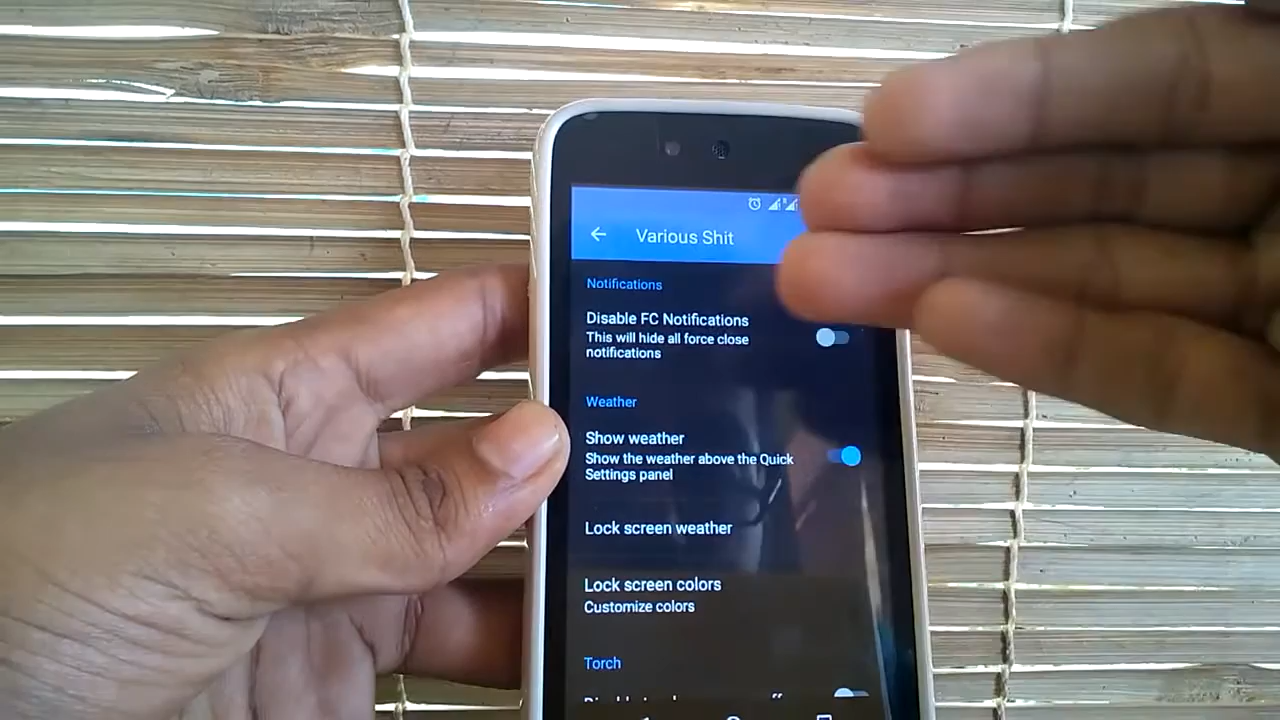 Various Shit
Notifications
Disable FC Notifications
This will hide all force close
notifications
Weather
Show weather
Show the weather above the Quick
Settings panel
Lock screen weather
Lock screen colors
Customize colors
Torch